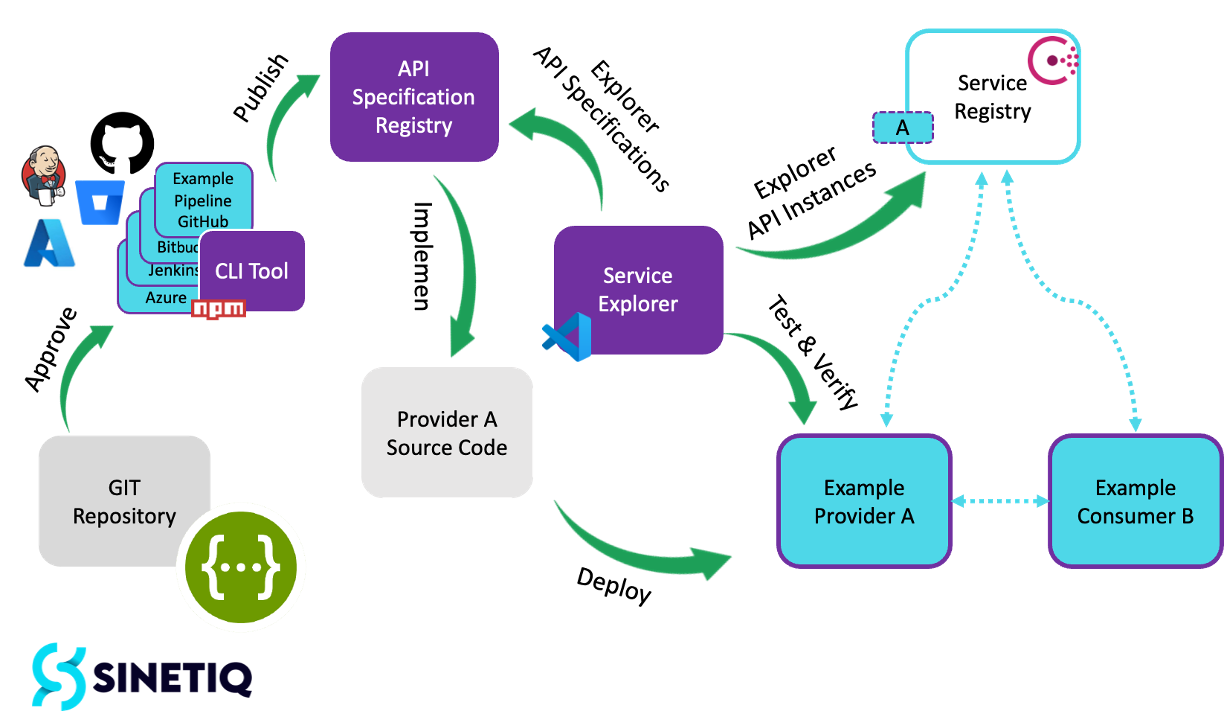 Publish
API
Specification
Registry
Explorer
API Specifications
Service
Registry
A
Example
Pipeline
GitHub
Jenkins
Azure
CLI Tool
npm
Implemen
Explorer
API Instances
Service
Explorer
Approve
Test & Verify
Provider A
Source Code
GIT
Repository
{...}
Example
Provider A
Example
Consumer B
Deploy
SINETIQ